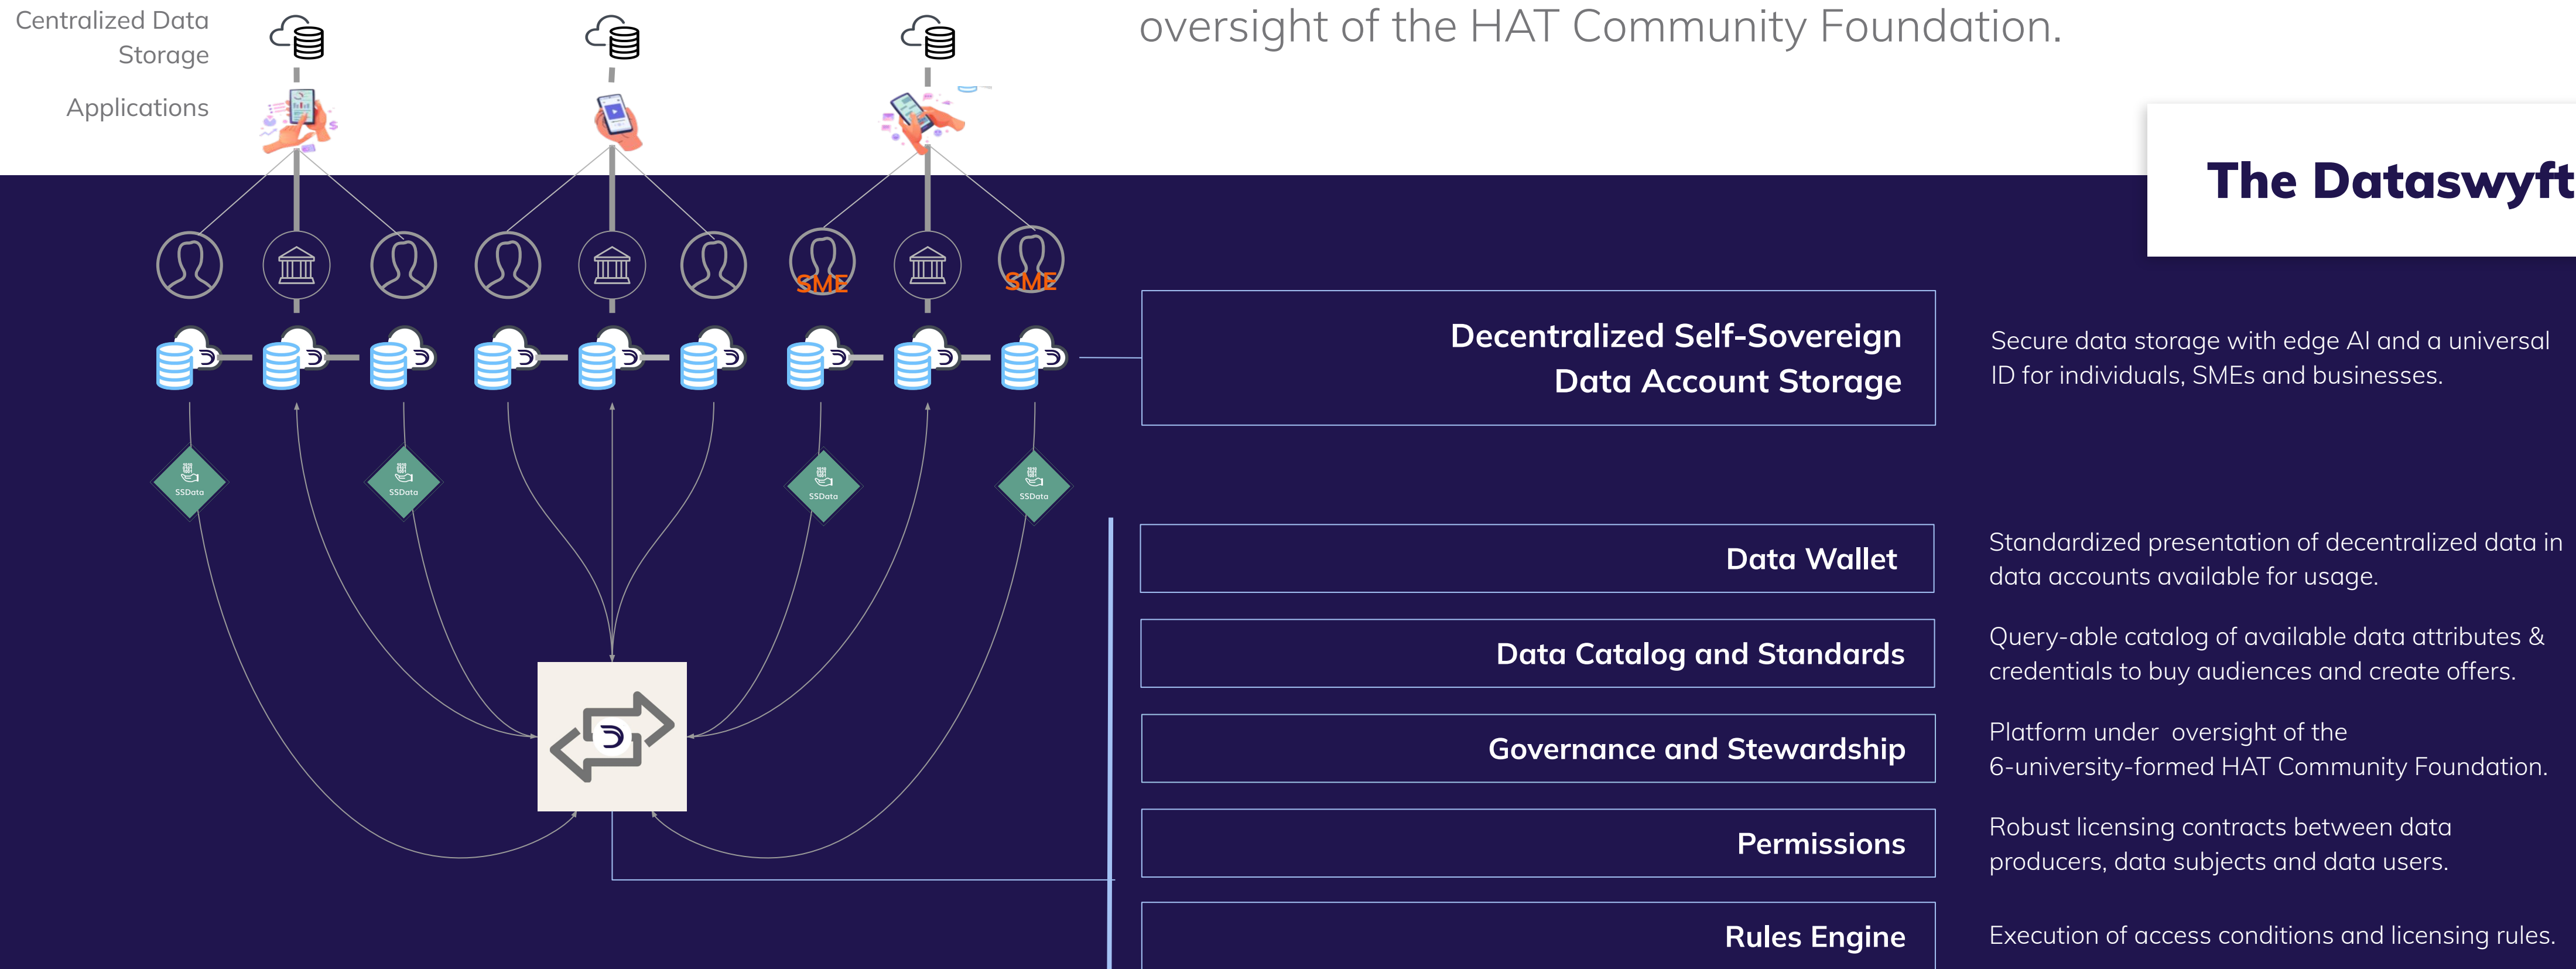 Centralized Data
Storage
Applications
oversight of the HAT Community Foundation.
The Dataswyft
SME
SME
Decentralized Self-Sovereign
Data Account Storage
Secure data storage with edge AI and a universal
ID for individuals, SMEs and businesses.
SSData
SSData
SSData
SSData
Data Wallet
Standardized presentation of decentralized data in
data accounts available for usage.
Data Catalog and Standards
Query-able catalog of available data attributes &
credentials to buy audiences and create offers.
Governance and Stewardship
Platform under  oversight of the
6-university-formed HAT Community Foundation.
Permissions
Robust licensing contracts between data
producers, data subjects and data users.
Rules Engine
Execution of access conditions and licensing rules.